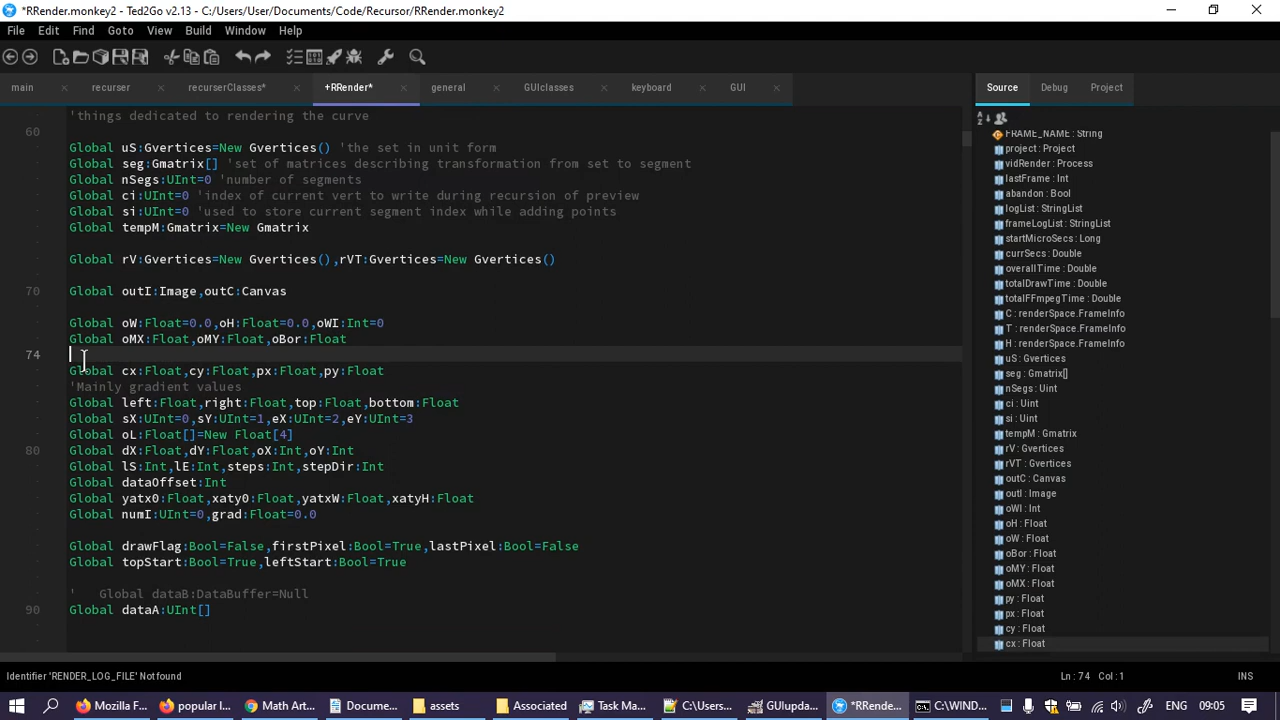 *RRender.monkey2 - Ted2Go v2.13 - C:/Users/User/Documents/Code/Recursor/RRender.monkey2
File Edit Find Goto View Build Window Help
main recurser recurserClasses* +RRender* general GUIclasses keyboard GUI
Source Debug Project
'things dedicated to rendering the curve
60
Global uS:Gvertices=New Gvertices() 'the set in unit form
Global seg:Gmatrix[] 'set of matrices describing transformation from set to segment
Global nSegs:UInt=0 'number of segments
Global ci:UInt=0 'index of current vert to write during recursion of preview
Global si:UInt=0 'used to store current segment index while adding points
Global tempM:Gmatrix=New Gmatrix
Global rV:Gvertices=New Gvertices(),rVT:Gvertices=New Gvertices()
70 Global outI:Image,outC:Canvas
Global oW:Float=0.0,oH:Float=0.0,oWI:Int=0
Global oMX:Float,oMY:Float,oBor:Float
74
Global cx:Float,cy:Float,px:Float,py:Float
'Mainly gradient values
Global left:Float,right:Float,top:Float,bottom:Float
Global sX:UInt=0,sY:UInt=1,eX:UInt=2,eY:UInt=3
Global oL:Float[]=New Float[4]
80 Global dX:Float,dY:Float,oX:Int,oY:Int
Global lS:Int,lE:Int,steps:Int,stepDir:Int
Global dataOffset:Int
Global yatx0:Float,xaty0:Float,yatxW:Float,xatyH:Float
Global numI:UInt=0,grad:Float=0.0
Global drawFlag:Bool=False,firstPixel:Bool=True,lastPixel:Bool=False
Global topStart:Bool=True,leftStart:Bool=True
' Global dataB:DataBuffer=Null
90 Global dataA:UInt[]
FRAME_NAME : String
project : Project
vidRender : Process
lastFrame : Int
abandon : Bool
logList : StringList
frameLogList : StringList
startMicroSecs : Long
currSecs : Double
overallTime : Double
totalDrawTime : Double
totalFFmpegTime : Double
C : renderSpace.FrameInfo
T : renderSpace.FrameInfo
H : renderSpace.FrameInfo
uS : Gvertices
seg : Gmatrix[]
nSegs : Uint
ci : Uint
si : Uint
tempM : Gmatrix
rV : Gvertices
rVT : Gvertices
outC : Canvas
outI : Image
oWI : Int
oH : Float
oW : Float
oBor : Float
oMY : Float
oMX : Float
py : Float
px : Float
cy : Float
cx : Float
Identifier 'RENDER_LOG_FILE' Not found
Ln : 74 Col : 1 INS
Mozilla F... popular l... Math Art... Docume... assets Associated Task Ma... C:\Users... GUIupda... *RRende... C:\WIND... 09:05